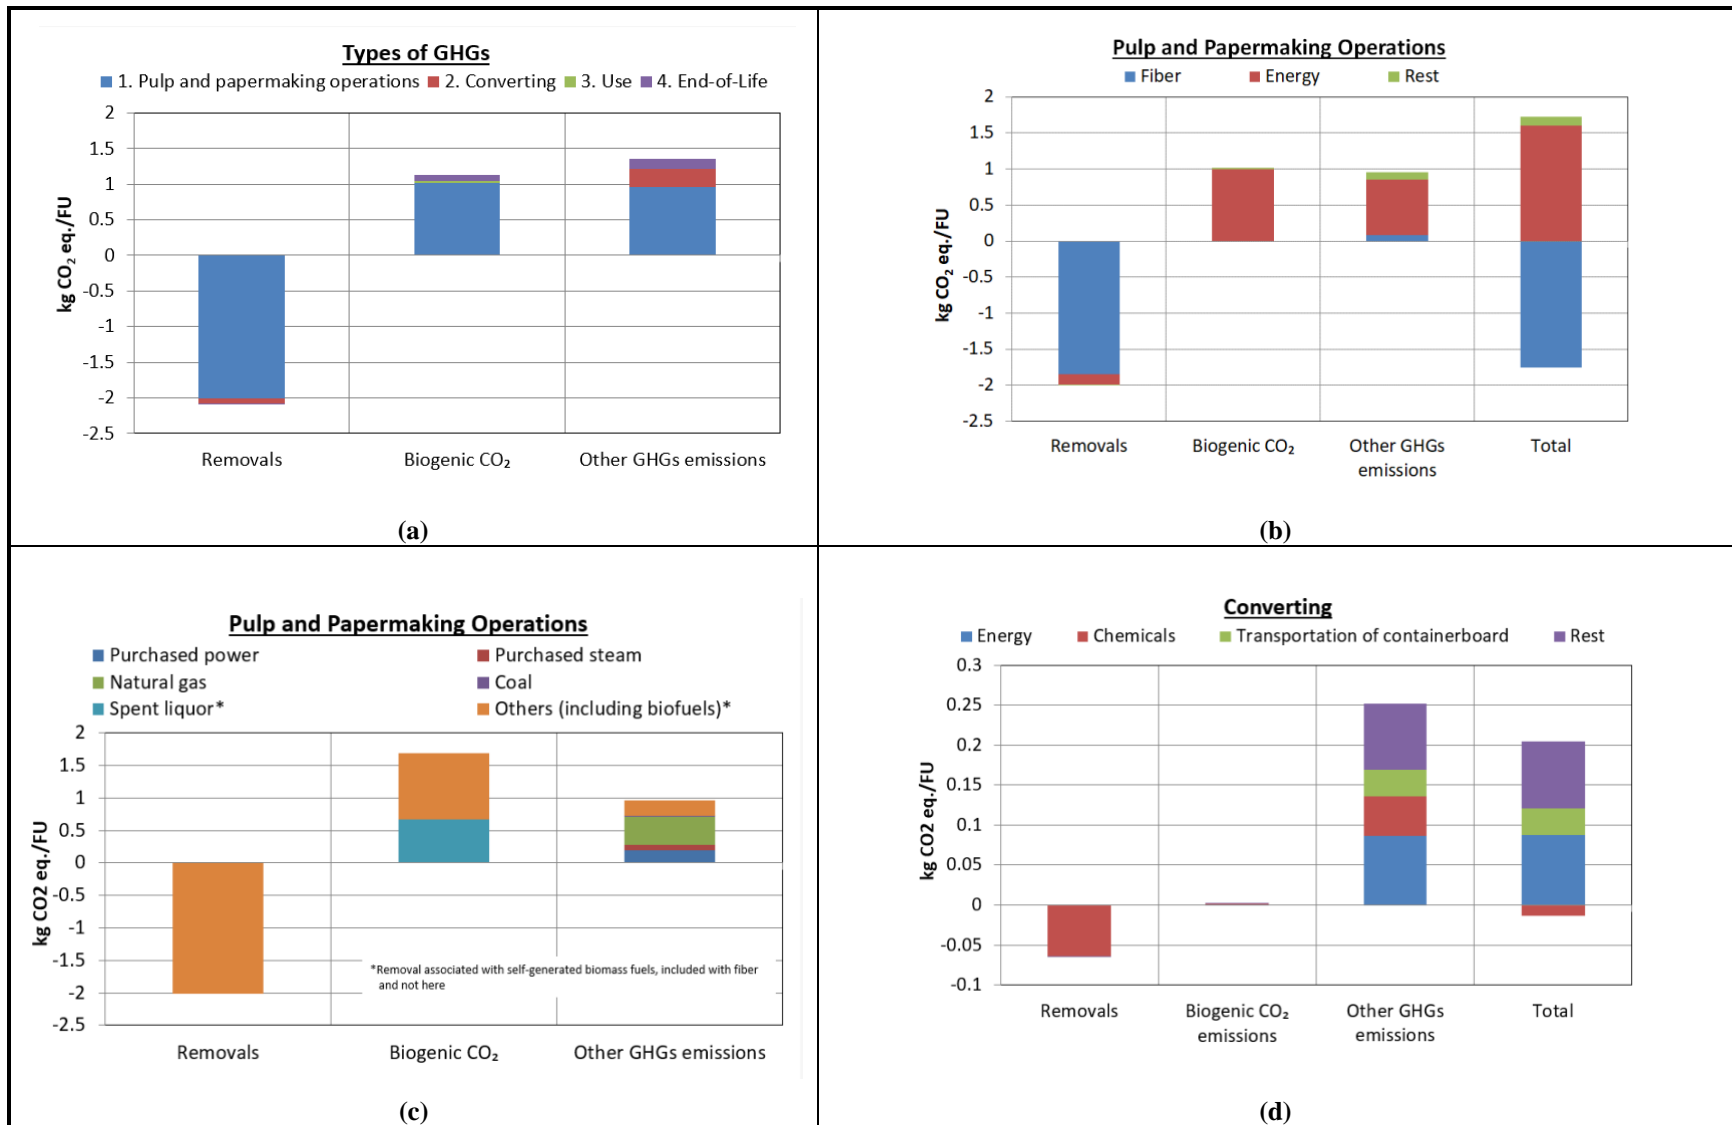 Types of GHGs
1. Pulp and papermaking operations 2. Converting 3. Use 4. End-of-Life
kg CO₂ eq./FU
2
1.5
1
0.5
0
-0.5
-1
-1.5
-2
-2.5
Removals Biogenic CO₂ Other GHGs emissions
(a)
Pulp and Papermaking Operations
Fiber Energy Rest
kg CO₂ eq./FU
2
1.5
1
0.5
0
-0.5
-1
-1.5
-2
-2.5
Removals Biogenic CO₂ Other GHGs Total
emissions
(b)
Pulp and Papermaking Operations
Purchased power Purchased steam
Natural gas Coal
Spent liquor* Others (including biofuels)*
kg CO2 eq./FU
2
1.5
1
0.5
0
-0.5
-1
-1.5
-2
-2.5
*Removal associated with self-generated biomass fuels, included with fiber
and not here
Removals Biogenic CO₂ Other GHGs emissions
(c)
Converting
Energy Chemicals Transportation of containerboard Rest
kg CO2 eq./FU
0.3
0.25
0.2
0.15
0.1
0.05
0
-0.05
-0.1
Removals Biogenic CO₂ Other GHGs Total
emissions emissions
(d)